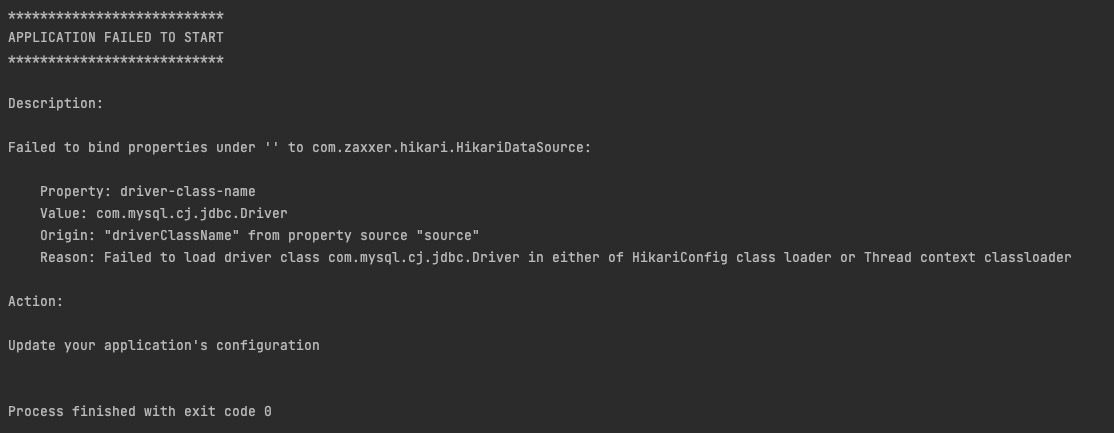 ***************************
APPLICATION FAILED TO START
***************************
Description:
Failed to bind properties under '' to com.zaxxer.hikari.HikariDataSource:
Property: driver-class-name
Value: com.mysql.cj.jdbc.Driver
Origin: "driverClassName" from property source "source"
Reason: Failed to load driver class com.mysql.cj.jdbc.Driver in either of HikariConfig class loader or Thread context classloader
Action:
Update your application's configuration
Process finished with exit code 0